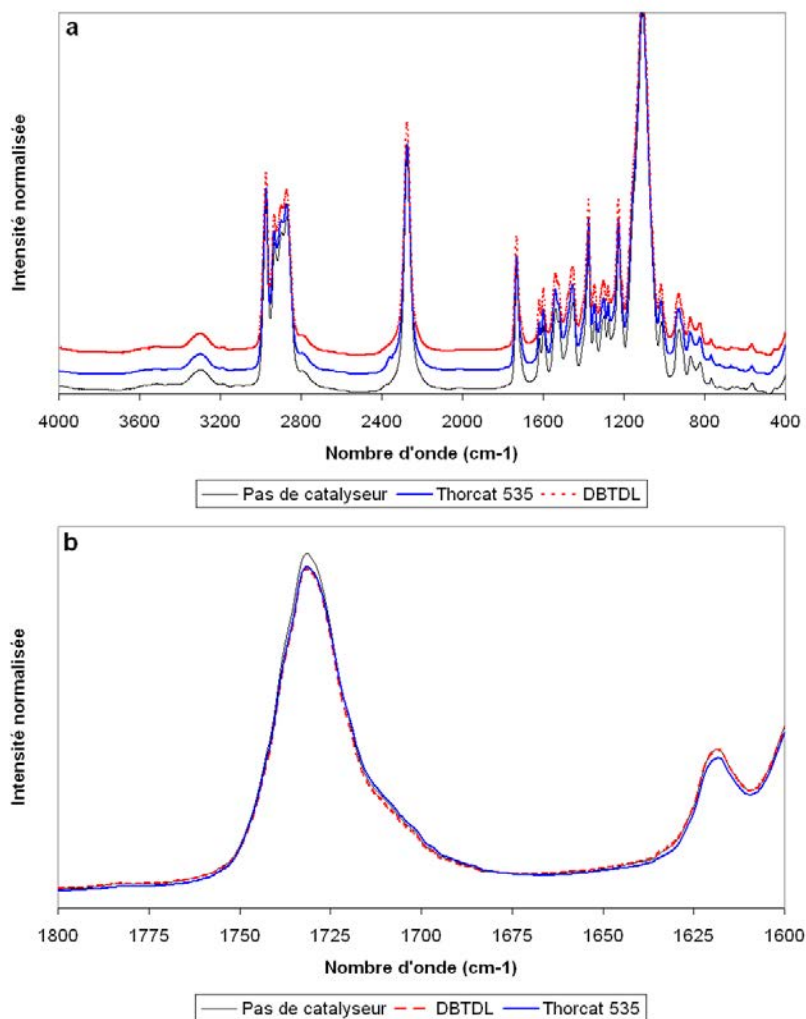 a
Intensité normalisée
4000 3600 3200 2800 2400 2000 1600 1200 800 400
Nombre d'onde (cm-1)
Pas de catalyseur Thorcat 535 DBTDL
b
Intensité normalisée
1800 1775 1750 1725 1700 1675 1650 1625 1600
Nombre d'onde (cm-1)
Pas de catalyseur DBTDL Thorcat 535